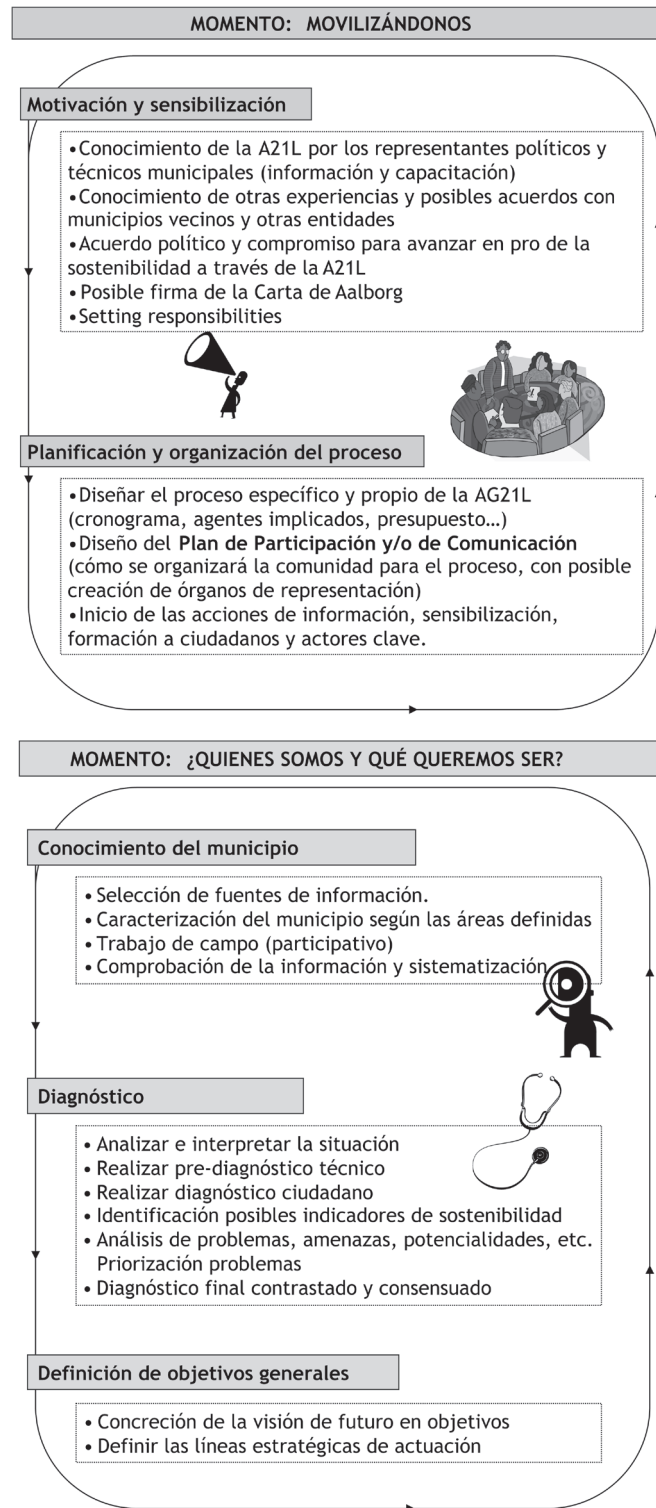 MOMENTO: MOVILIZÁNDONOS
Motivación y sensibilización
•Conocimiento de la A21L por los representantes políticos y
técnicos municipales (información y capacitación)
•Conocimiento de otras experiencias y posibles acuerdos con
municipios vecinos y otras entidades
•Acuerdo político y compromiso para avanzar en pro de la
sostenibilidad a través de la A21L
•Posible firma de la Carta de Aalborg
•Setting responsibilities
Planificación y organización del proceso
•Diseñar el proceso específico y propio de la AG21L
(cronograma, agentes implicados, presupuesto…)
•Diseño del Plan de Participación y/o de Comunicación
(cómo se organizará la comunidad para el proceso, con posible
creación de órganos de representación)
•Inicio de las acciones de información, sensibilización,
formación a ciudadanos y actores clave.
MOMENTO: ¿QUIENES SOMOS Y QUÉ QUEREMOS SER?
Conocimiento del municipio
• Selección de fuentes de información.
• Caracterización del municipio según las áreas definidas
• Trabajo de campo (participativo)
• Comprobación de la información y sistematización
Diagnóstico
• Analizar e interpretar la situación
• Realizar pre-diagnóstico técnico
• Realizar diagnóstico ciudadano
• Identificación posibles indicadores de sostenibilidad
• Análisis de problemas, amenazas, potencialidades, etc.
Priorización problemas
• Diagnóstico final contrastado y consensuado
Definición de objetivos generales
• Concreción de la visión de futuro en objetivos
• Definir las líneas estratégicas de actuación